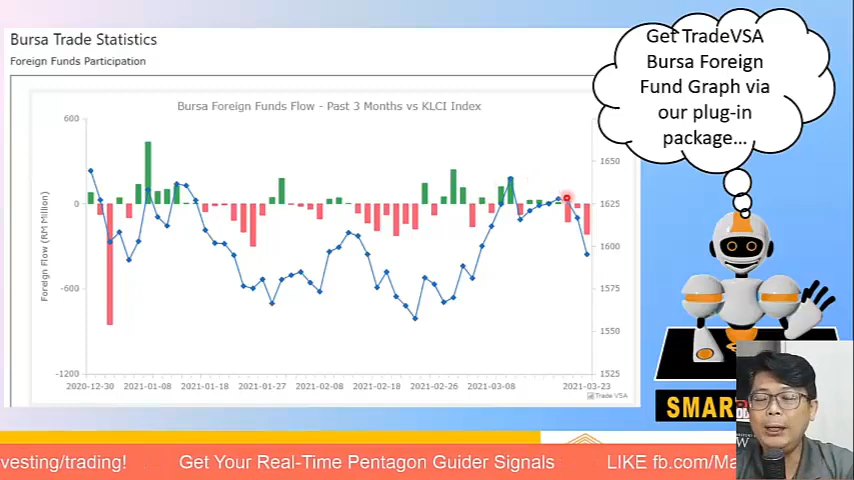 Bursa Trade Statistics
Foreign Funds Participation
Bursa Foreign Funds Flow - Past 3 Months vs KLCI Index
600
0
-600
-1200
Foreign Flow (RM Million)
1650
1625
1600
1575
1550
1525
2020-12-30
2021-01-08
2021-01-18
2021-01-27
2021-02-08
2021-02-18
2021-02-26
2021-03-08
2021-03-23
Trade VSA
Get TradeVSA
Bursa Foreign
Fund Graph via
our plug-in
package...
SMAR
W
nvesting/trading! Get Your Real-Time Pentagon Guider Signals LIKE fb.com/Ma